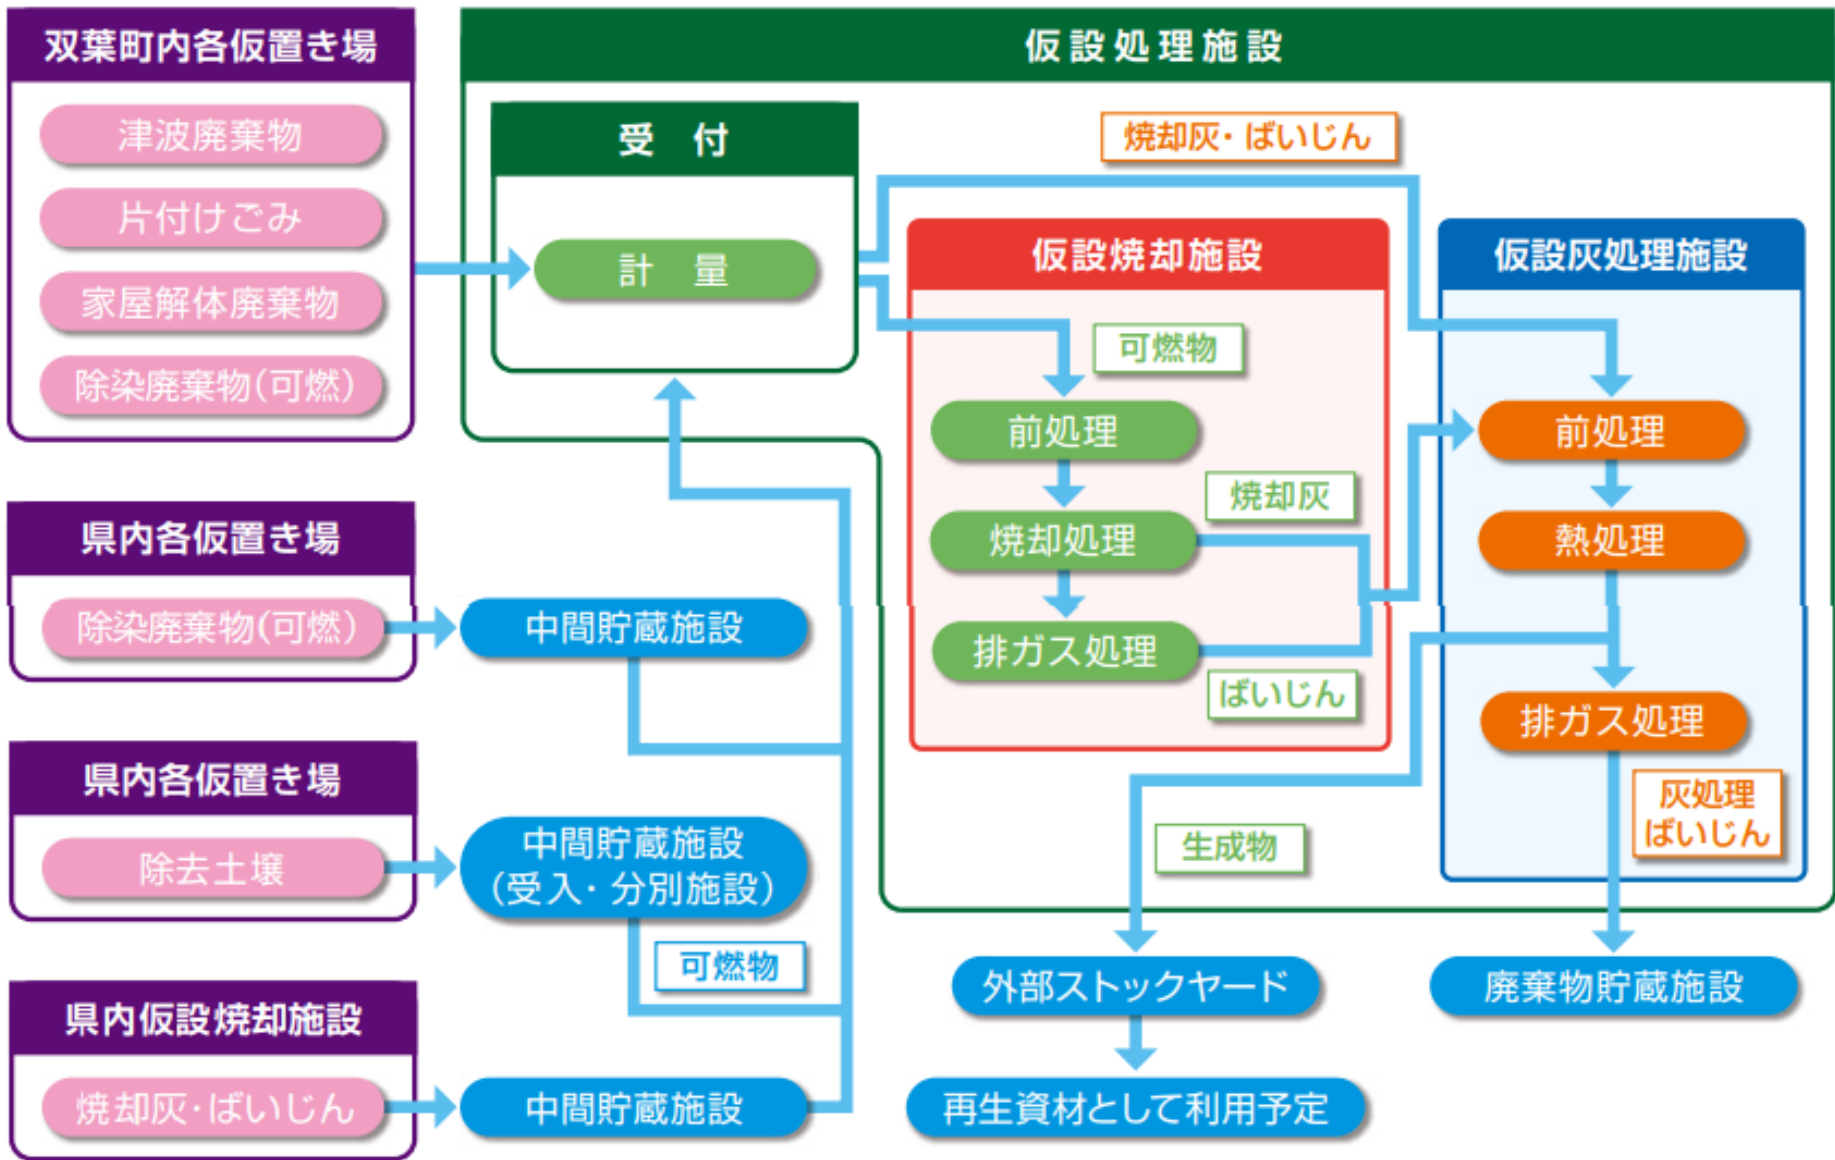 双葉町内各仮置き場
津波廃棄物
片付けごみ
家屋解体廃棄物
除染廃棄物(可燃)
県内各仮置き場
除染廃棄物(可燃)
中間貯蔵施設
県内各仮置き場
除去土壌
中間貯蔵施設
(受入・分別施設)
可燃物
県内仮設焼却施設
焼却灰・ばいじん
中間貯蔵施設
仮設処理施設
受 付
計 量
焼却灰・ばいじん
仮設焼却施設
可燃物
前処理
焼却処理
焼却灰
排ガス処理
ばいじん
仮設灰処理施設
前処理
熱処理
排ガス処理
灰処理
ばいじん
生成物
外部ストックヤード
再生資材として利用予定
廃棄物貯蔵施設